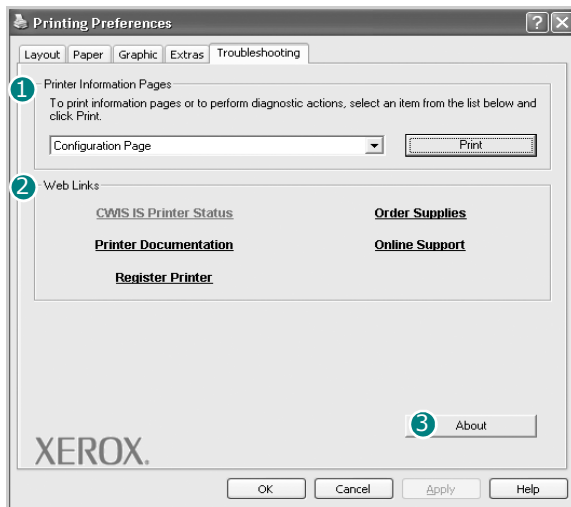 Printing Preferences
Layout Paper Graphic Extras Troubleshooting
1 Printer Information Pages
To print information pages or to perform diagnostic actions, select an item from the list below and
click Print.
Configuration Page Print
2 Web Links
CWIS IS Printer Status Order Supplies
Printer Documentation Online Support
Register Printer
3 About
XEROX.
OK Cancel Apply Help